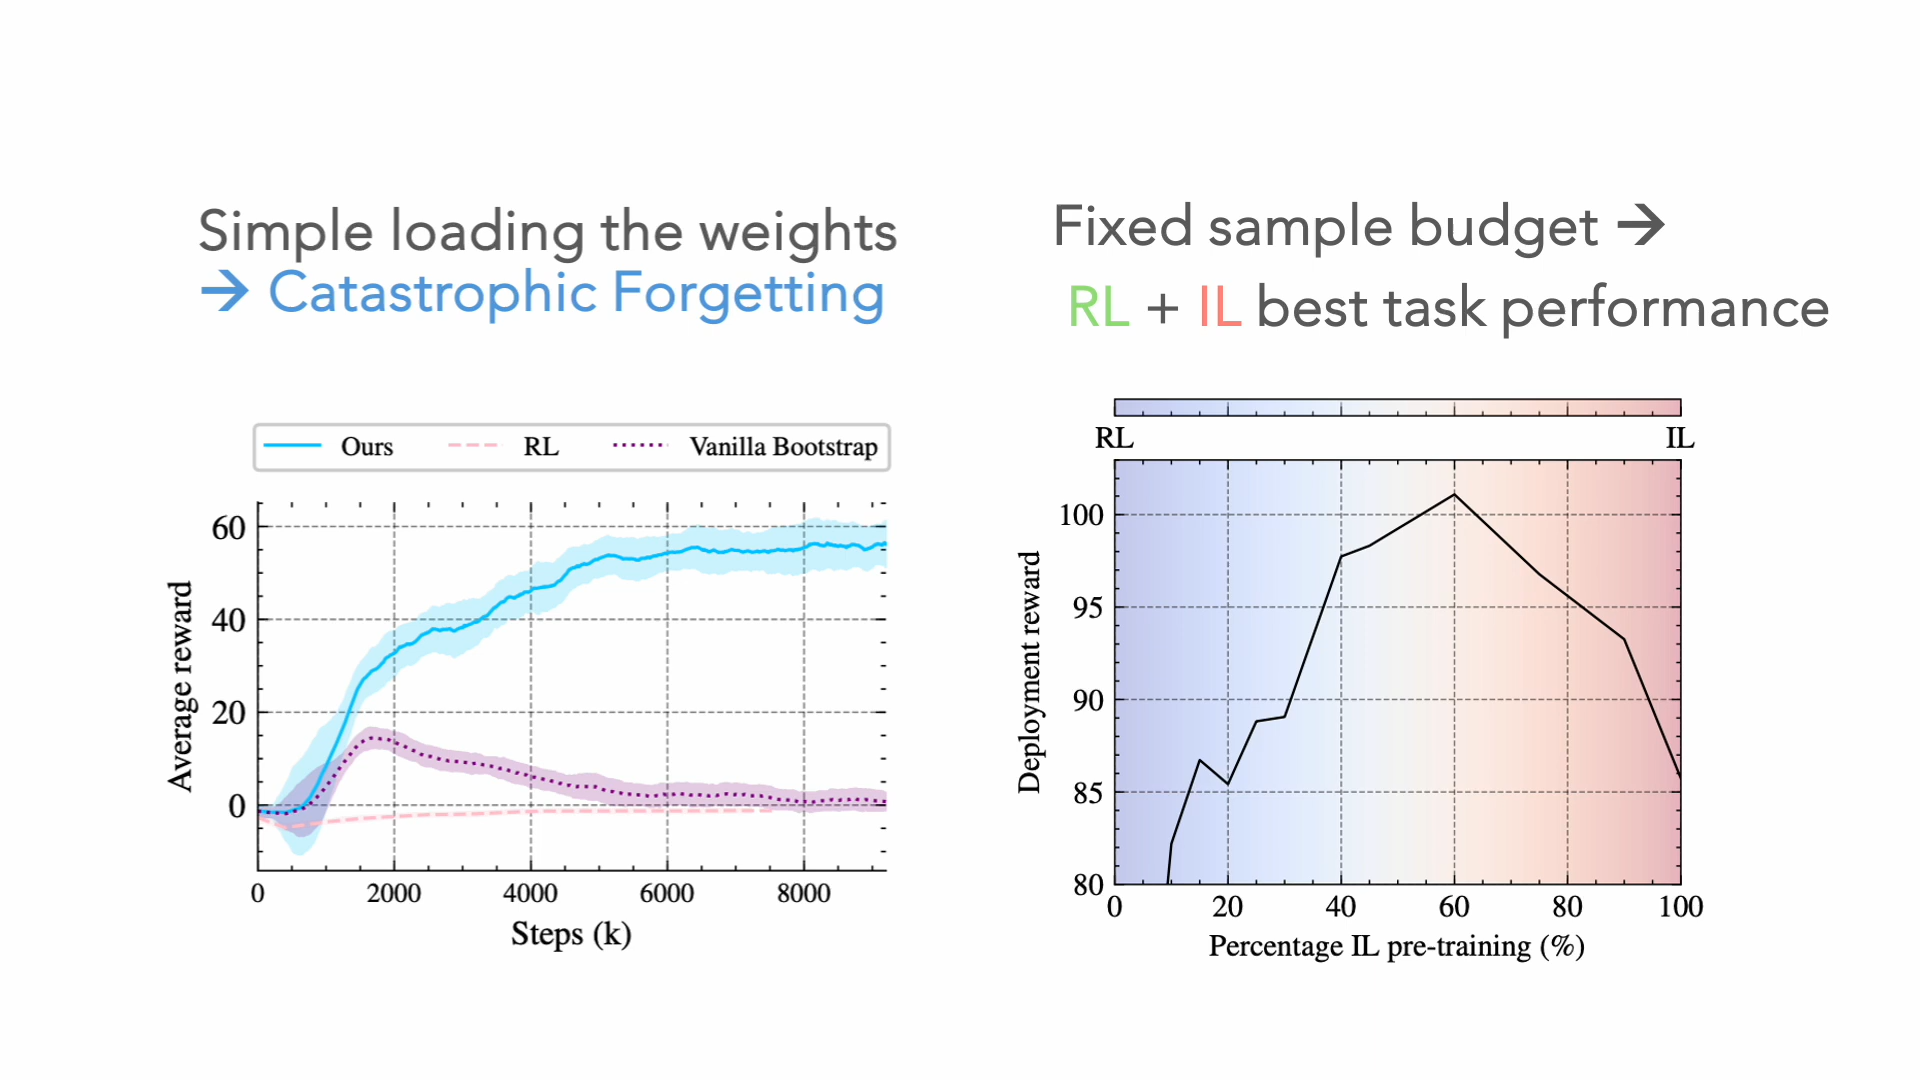 Simple loading the weights
→ Catastrophic Forgetting
Ours RL Vanilla Bootstrap
60
40
20
0
Average reward
0 2000 4000 6000 8000
Steps (k)
Fixed sample budget →
RL + IL best task performance
RL IL
100
95
90
85
80
Deployment reward
0 20 40 60 80 100
Percentage IL pre-training (%)